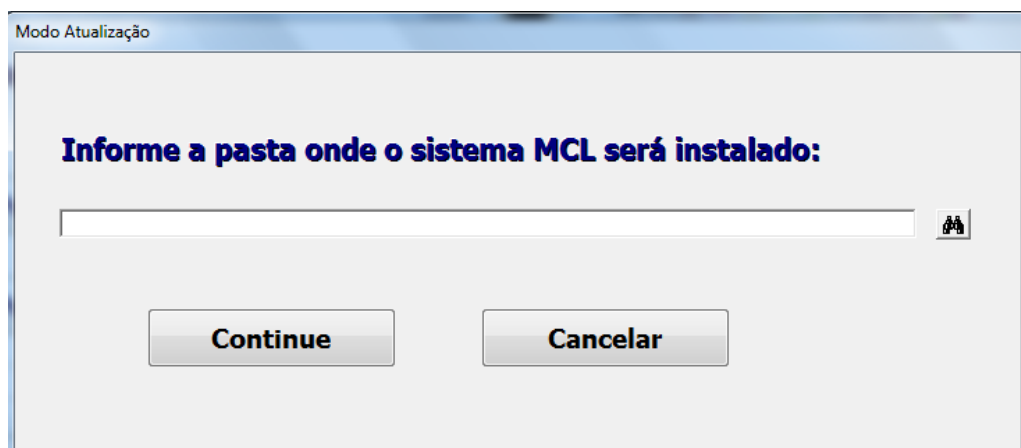 Modo Atualização
Informe a pasta onde o sistema MCL será instalado:
Continue
Cancelar